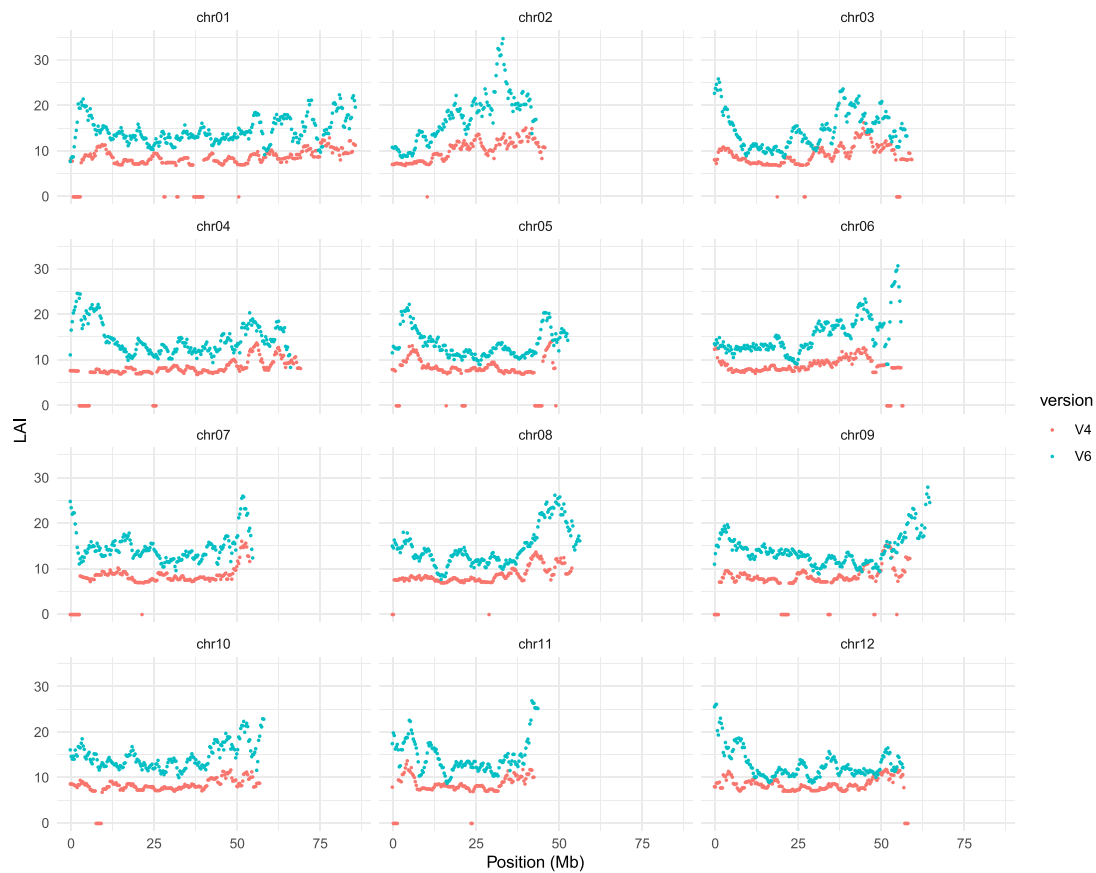 chr01 chr02 chr03
30
20
10
0
chr04 chr05 chr06
30
20
10
0
chr07 chr08 chr09
30
20
10
0
chr10 chr11 chr12
30
20
10
0
0 25 50 75 0 25 50 75 0 25 50 75
Position (Mb)
LAI
version
V4
V6